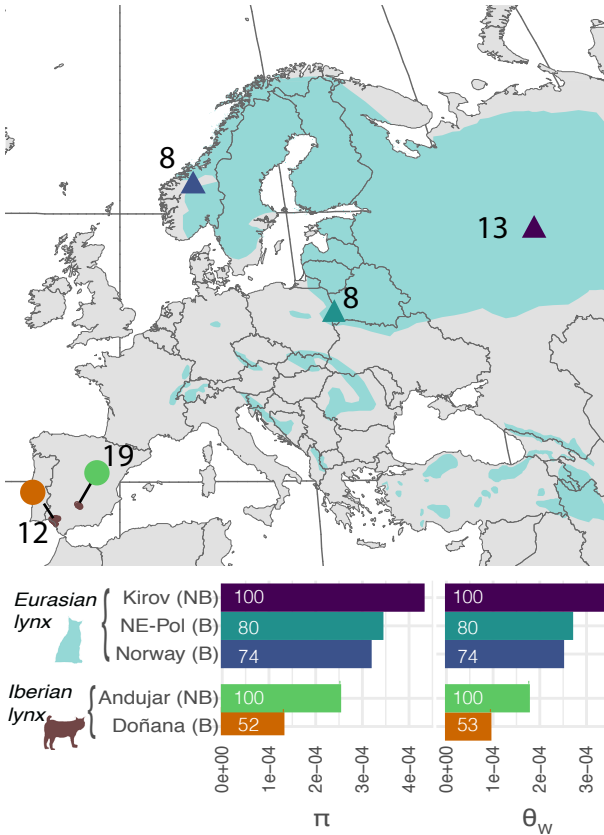 8
13
8
19
12
Eurasian lynx
Kirov (NB) 100 100
NE-Pol (B) 80 80
Norway (B) 74 74
Iberian lynx
Andujar (NB) 100 100
Doñana (B) 52 53
0e+00 1e-04 2e-04 3e-04 4e-04 0e+00 1e-04 2e-04 3e-04
π θw